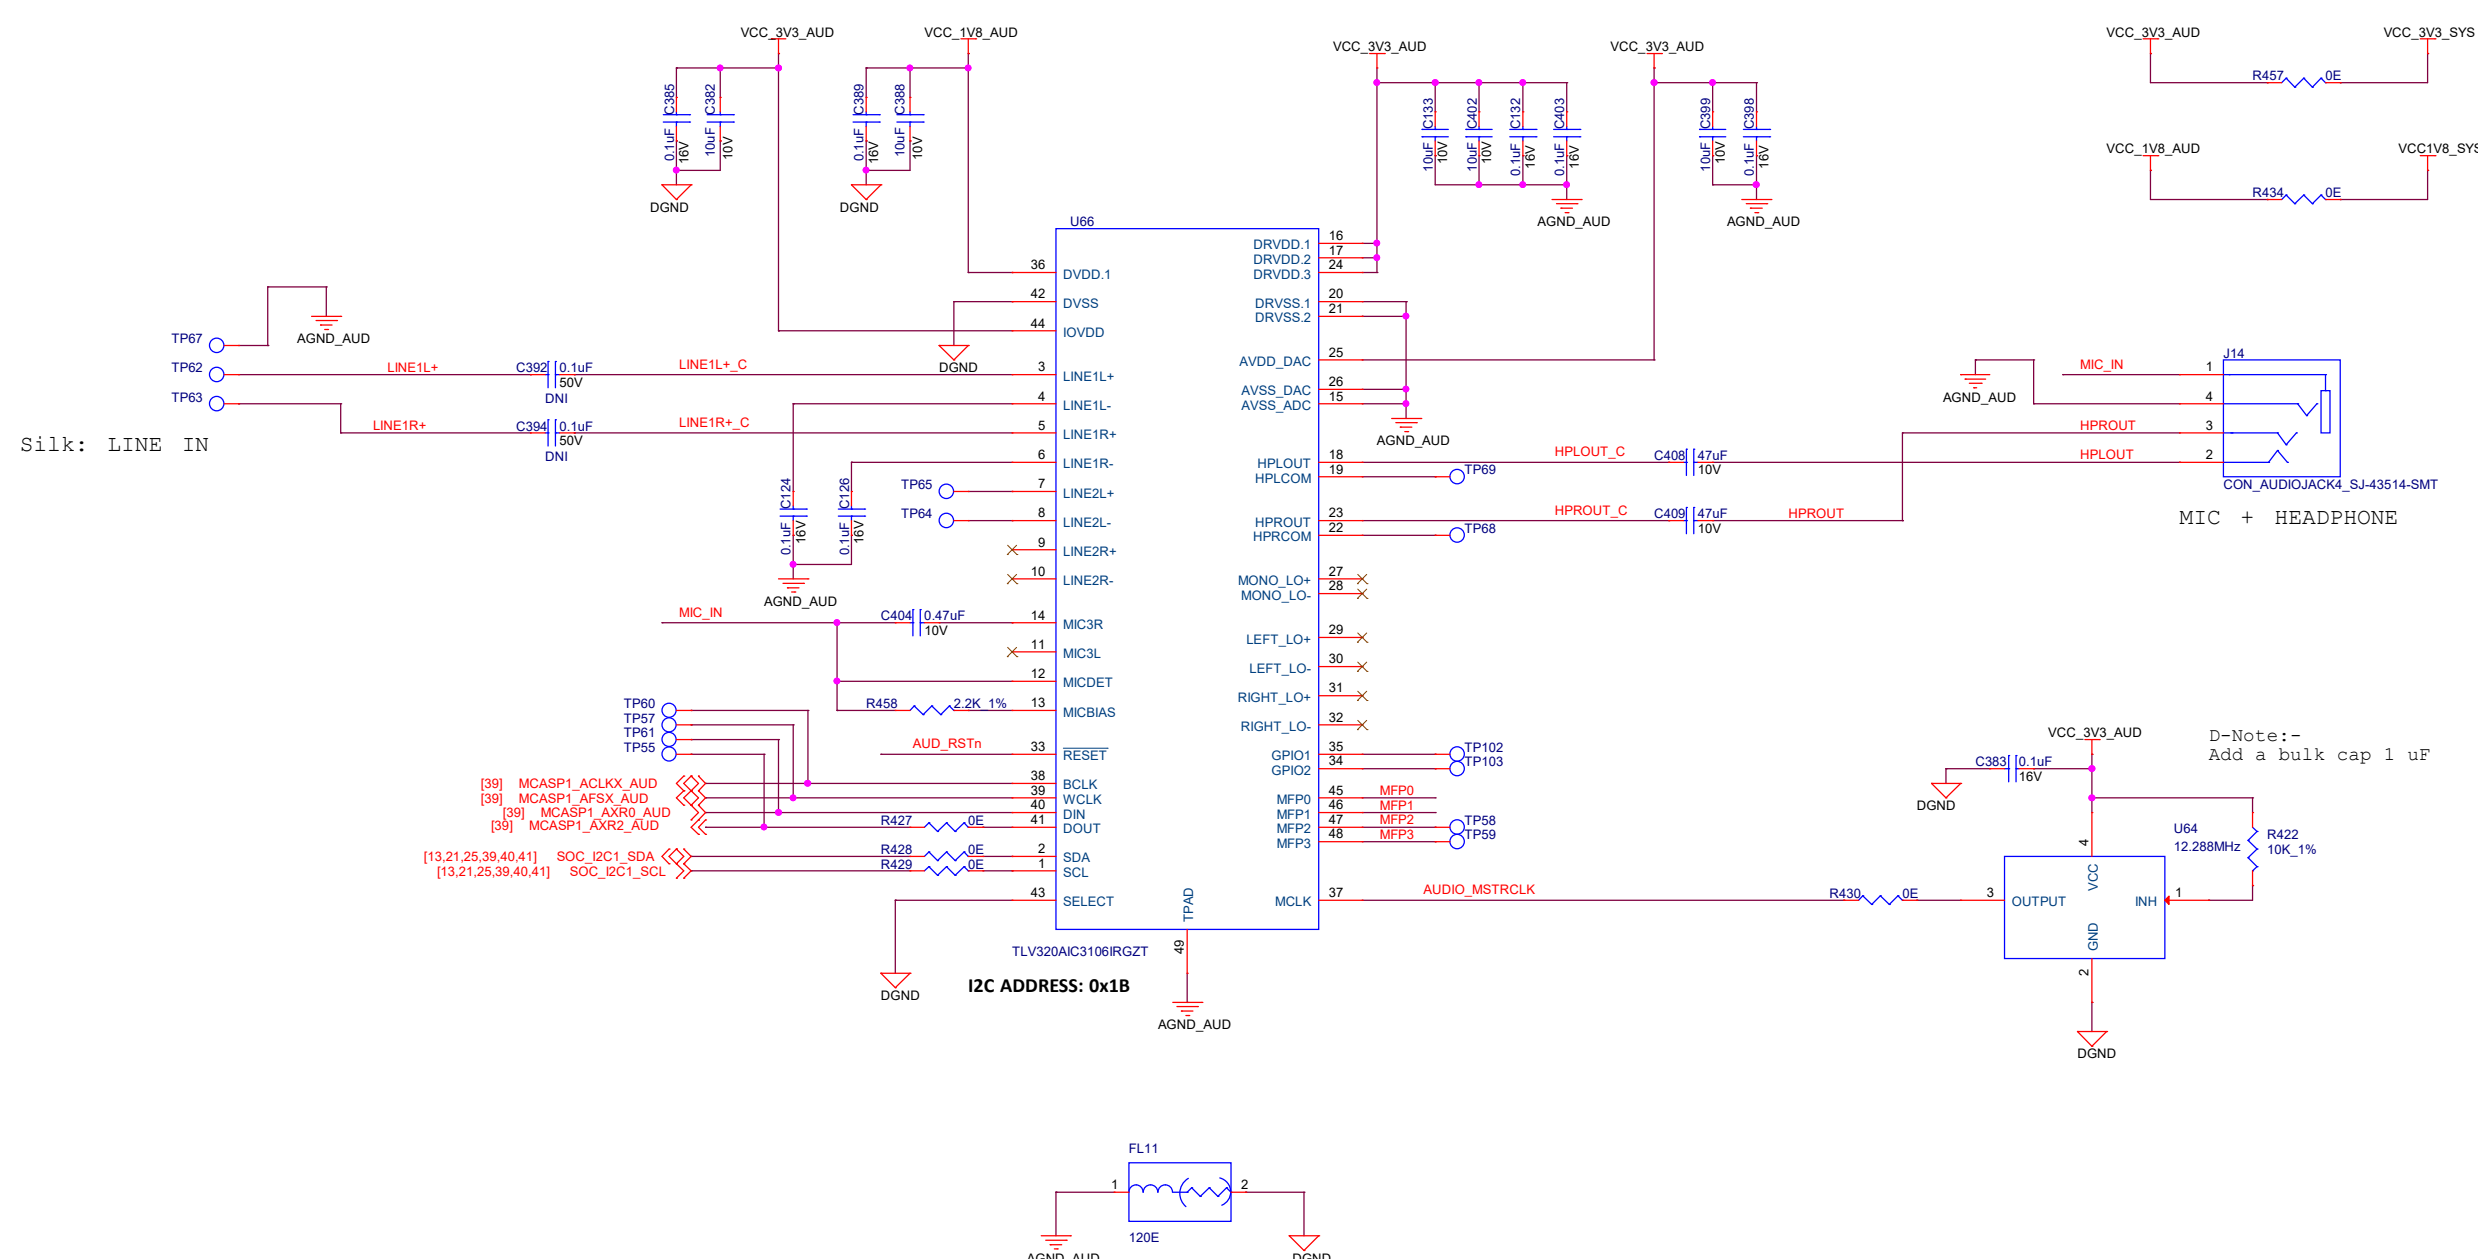 VCC_3V3_AUD
VCC_1V8_AUD
VCC_3V3_AUD
VCC_3V3_AUD
VCC_3V3_AUD
VCC_3V3_SYS
R457 0E
VCC_1V8_AUD
VCC1V8_SYS
R434 0E
C385 0.1uF 16V
C382 10uF 10V
DGND
C389 0.1uF 16V
C388 10uF 10V
DGND
C133 10uF 10V
C402 10uF 10V
C132 0.1uF 16V
C403 0.1uF 16V
AGND_AUD
C399 10uF 10V
C398 0.1uF 16V
AGND_AUD
U66
36 DVDD.1
42 DVSS
44 IOVDD
DGND
3 LINE1L+
4 LINE1L-
5 LINE1R+
6 LINE1R-
7 LINE2L+
8 LINE2L-
9 LINE2R+
10 LINE2R-
14 MIC3R
11 MIC3L
12 MICDET
13 MICBIAS
33 RESET
38 BCLK
39 WCLK
40 DIN
41 DOUT
2 SDA
1 SCL
43 SELECT
DRVDD.1 16
DRVDD.2 17
DRVDD.3 24
DRVSS.1 20
DRVSS.2 21
AVDD_DAC 25
AVSS_DAC 26
AVSS_ADC 15
AGND_AUD
HPLOUT 18
HPLCOM 19
HPROUT 23
HPRCOM 22
MONO_LO+ 27
MONO_LO- 28
LEFT_LO+ 29
LEFT_LO- 30
RIGHT_LO+ 31
RIGHT_LO- 32
GPIO1 35
GPIO2 34
MFP0 45 MFP0
MFP1 46 MFP1
MFP2 47 MFP2
MFP3 48 MFP3
MCLK 37
TPAD 49
TLV320AIC3106IRGZT
I2C ADDRESS: 0x1B
AGND_AUD
TP67
AGND_AUD
TP62 LINE1L+ C392 0.1uF 50V DNI LINE1L+_C
TP63 LINE1R+ C394 0.1uF 50V DNI LINE1R+_C
Silk: LINE IN
C124 0.1uF 16V
C126 0.1uF 16V
AGND_AUD
TP65
TP64
MIC_IN C404 0.47uF 10V
R458 2.2K_1%
TP60
TP57
TP61
TP55
AUD_RSTn
[39] MCASP1_ACLKX_AUD
[39] MCASP1_AFSX_AUD
[39] MCASP1_AXR0_AUD
[39] MCASP1_AXR2_AUD R427 0E
[13,21,25,39,40,41] SOC_I2C1_SDA R428 0E
[13,21,25,39,40,41] SOC_I2C1_SCL R429 0E
DGND
HPLOUT_C C408 47uF 10V
TP69
HPROUT_C C409 47uF 10V HPROUT
TP68
J14
MIC_IN 1
AGND_AUD
4
HPROUT 3
HPLOUT 2
CON_AUDIOJACK4_SJ-43514-SMT
MIC + HEADPHONE
TP102
TP103
TP58
TP59
AUDIO_MSTRCLK R430 0E
VCC_3V3_AUD
D-Note:-
Add a bulk cap 1 uF
C383 0.1uF 16V
DGND
U64
12.288MHz
R422
10K_1%
4 VCC
3 OUTPUT
INH 1
GND 2
DGND
FL11
1 2
120E
AGND_AUD
DGND